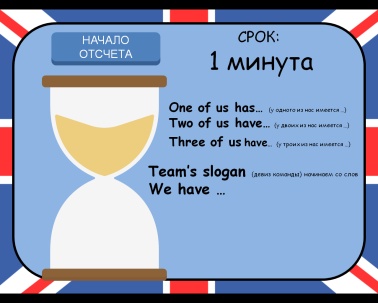 НАЧАЛО
ОТСЧЕТА
СРОК:
1 минута
One of us has... (у одного из нас имеется ...)
Two of us have... (у двоих из нас имеется ...)
Three of us have... (у троих из нас имеется ...)
Team's slogan (девиз команды) начинаем со слов
We have ...